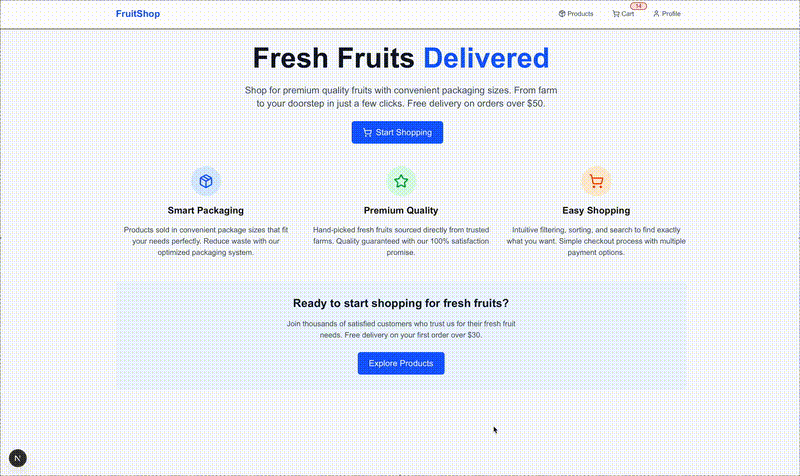 FruitShop
Products
Cart
14
Profile
Fresh Fruits Delivered
Shop for premium quality fruits with convenient packaging sizes. From farm
to your doorstep in just a few clicks. Free delivery on orders over $50.
Start Shopping
Smart Packaging
Products sold in convenient package sizes that fit
your needs perfectly. Reduce waste with our
optimized packaging system.
Premium Quality
Hand-picked fresh fruits sourced directly from trusted
farms. Quality guaranteed with our 100% satisfaction
promise.
Easy Shopping
Intuitive filtering, sorting, and search to find exactly
what you want. Simple checkout process with multiple
payment options.
Ready to start shopping for fresh fruits?
Join thousands of satisfied customers who trust us for their fresh fruit
needs. Free delivery on your first order over $30.
Explore Products
N